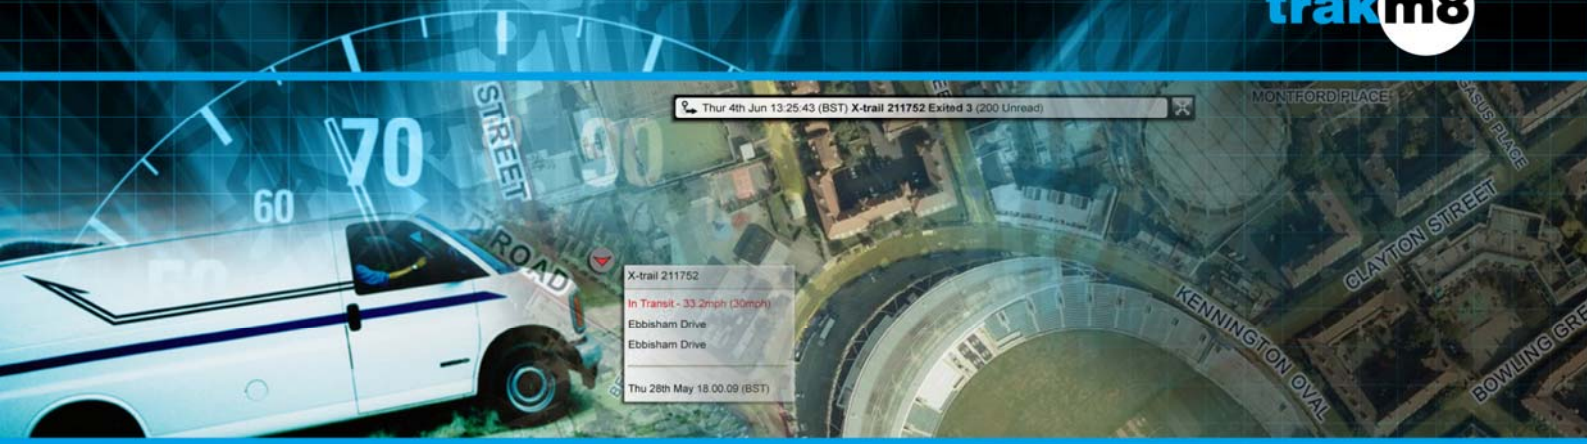 trakm8
Thur 4th Jun 13:25:43 (BST) X-trail 211752 Exited 3 (200 Unread)
MONTFORD PLACE
STREET
70
90
60
50
ROAD
CLAYTON STREET
X-trail 211752
In Transit - 33.2mph (30mph)
Ebbisham Drive
Ebbisham Drive
Thu 28th May 18.00.09 (BST)
KENNINGTON OVAL